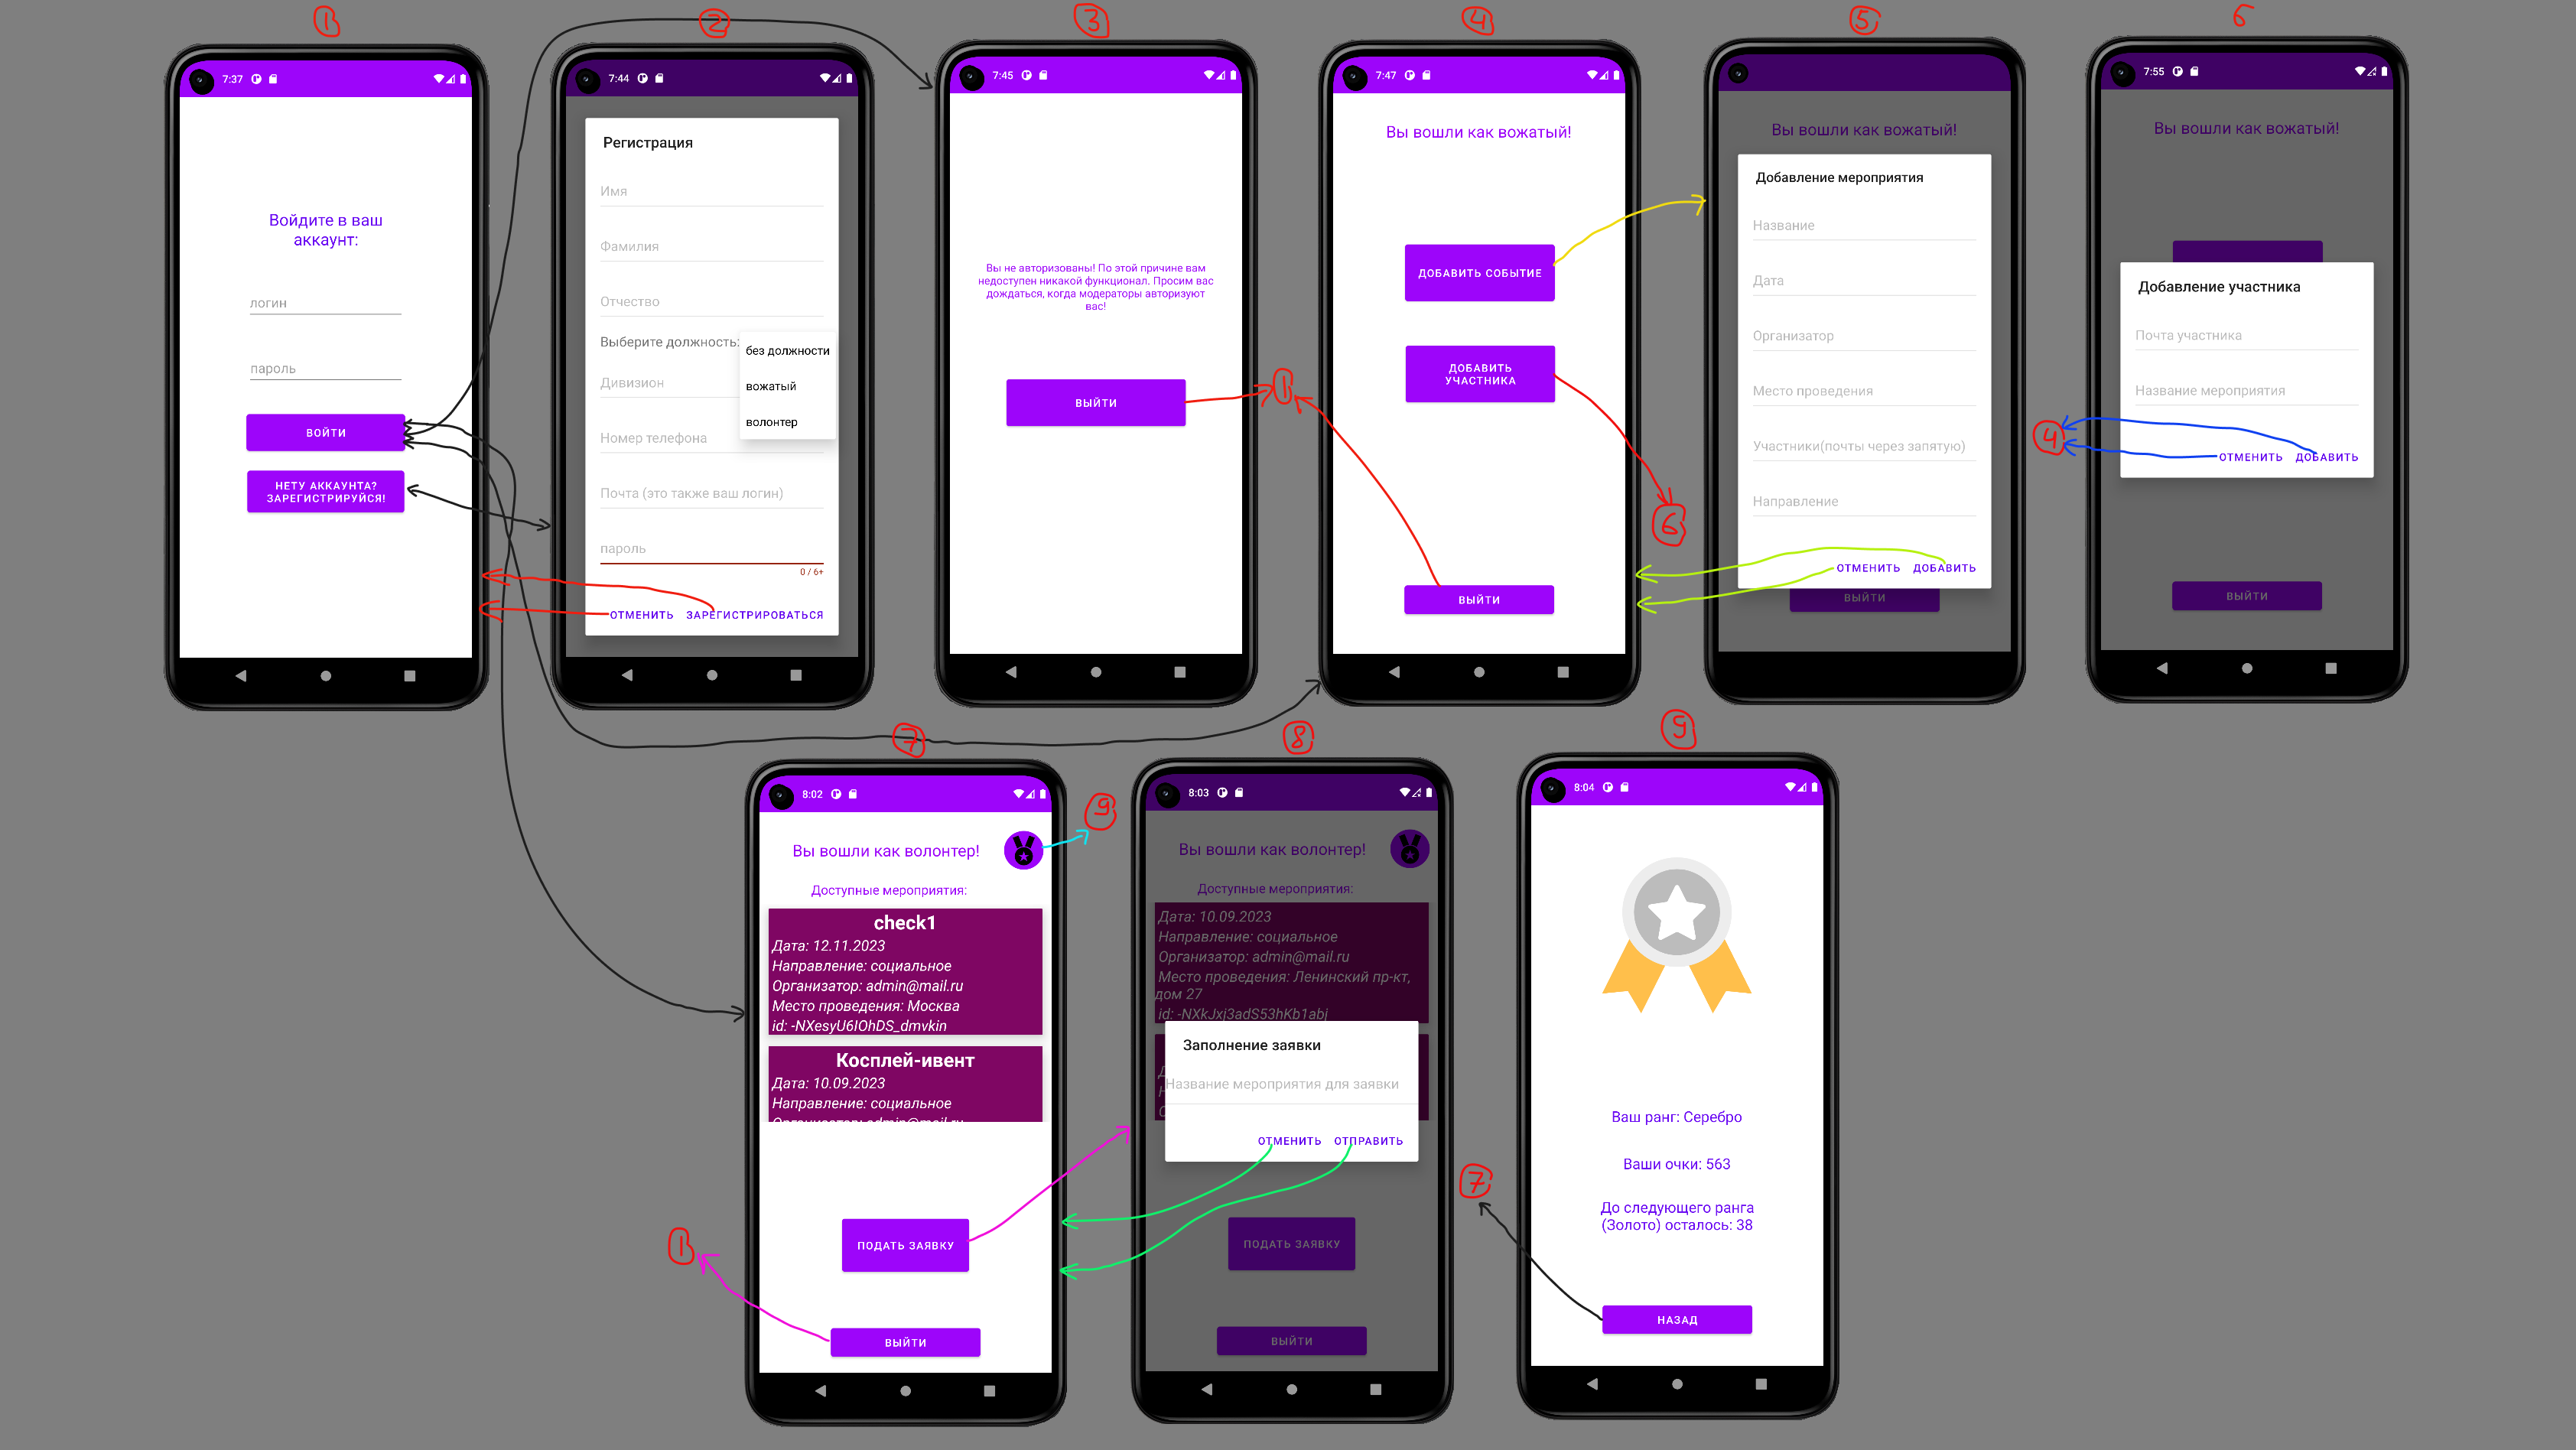 1
7:37
Войдите в ваш
аккаунт:
логин
пароль
ВОЙТИ
НЕТУ АККАУНТА?
ЗАРЕГИСТРИРУЙСЯ!
2
7:44
Регистрация
Имя
Фамилия
Отчество
Выберите должность:
без должности
вожатый
волонтер
Дивизион
Номер телефона
Почта (это также ваш логин)
пароль
0 / 6+
ОТМЕНИТЬ ЗАРЕГИСТРИРОВАТЬСЯ
3
7:45
Вы не авторизованы! По этой причине вам
недоступен никакой функционал. Просим вас
дождаться, когда модераторы авторизуют
вас!
ВЫЙТИ
1
4
7:47
Вы вошли как вожатый!
ДОБАВИТЬ СОБЫТИЕ
ДОБАВИТЬ
УЧАСТНИКА
6
ВЫЙТИ
5
Вы вошли как вожатый!
Добавление мероприятия
Название
Дата
Организатор
Место проведения
Участники(почты через запятую)
Направление
ОТМЕНИТЬ ДОБАВИТЬ
ВЫЙТИ
6
7:55
Вы вошли как вожатый!
Добавление участника
Почта участника
Название мероприятия
4
ОТМЕНИТЬ ДОБАВИТЬ
ВЫЙТИ
7
8:02
Вы вошли как волонтер!
9
Доступные мероприятия:
check1
Дата: 12.11.2023
Направление: социальное
Организатор: admin@mail.ru
Место проведения: Москва
id: -NXesyU6IOhDS_dmvkin
Косплей-ивент
Дата: 10.09.2023
Направление: социальное
Организатор: admin@mail.ru
ПОДАТЬ ЗАЯВКУ
1
ВЫЙТИ
8
8:03
Вы вошли как волонтер!
Доступные мероприятия:
Дата: 10.09.2023
Направление: социальное
Организатор: admin@mail.ru
Место проведения: Ленинский пр-кт,
дом 27
id: -NXkJxj3adS53hKb1abj
Заполнение заявки
Название мероприятия для заявки
ОТМЕНИТЬ ОТПРАВИТЬ
ПОДАТЬ ЗАЯВКУ
ВЫЙТИ
9
8:04
Ваш ранг: Серебро
Ваши очки: 563
До следующего ранга
(Золото) осталось: 38
7
НАЗАД